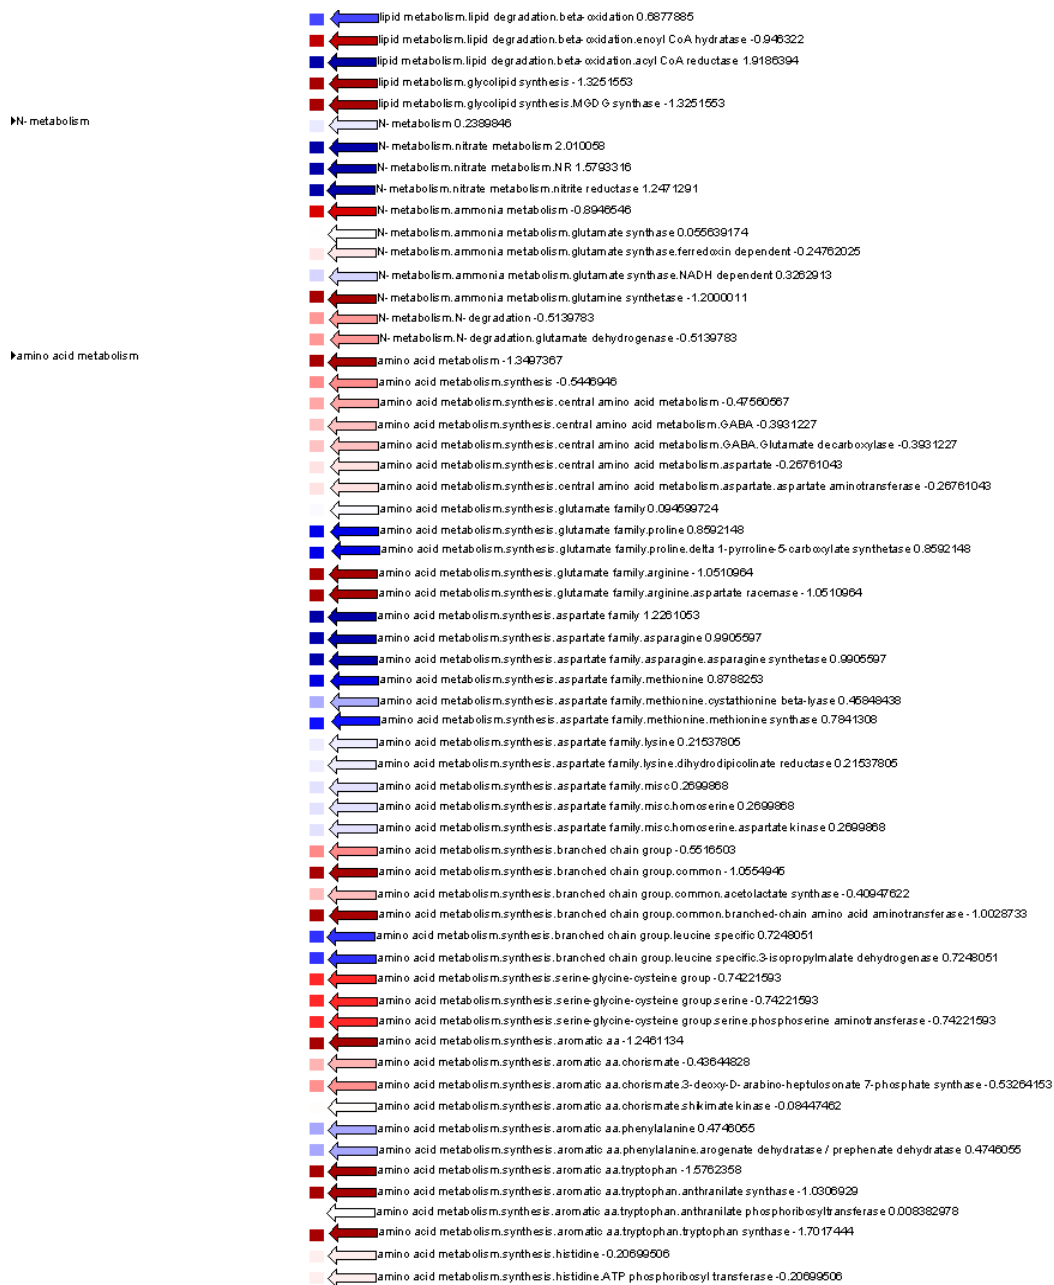 lipid metabolism.lipid degradation.beta-oxidation 0.6877885
lipid metabolism.lipid degradation.beta-oxidation.enoyl CoA hydratase -0.946322
lipid metabolism.lipid degradation.beta-oxidation.acyl CoA reductase 1.9186394
lipid metabolism.glycolipid synthesis -1.3251553
lipid metabolism.glycolipid synthesis.MGDG synthase -1.3251553
N-metabolism
N-metabolism 0.2389846
N-metabolism.nitrate metabolism 2.010058
N-metabolism.nitrate metabolism.NR 1.5793316
N-metabolism.nitrate metabolism.nitrite reductase 1.2471291
N-metabolism.ammonia metabolism -0.8946546
N-metabolism.ammonia metabolism.glutamate synthase 0.055639174
N-metabolism.ammonia metabolism.glutamate synthase.ferredoxin dependent -0.24762025
N-metabolism.ammonia metabolism.glutamate synthase.NADH dependent 0.3262913
N-metabolism.ammonia metabolism.glutamine synthetase -1.2000011
N-metabolism.N-degradation -0.5139783
N-metabolism.N-degradation.glutamate dehydrogenase -0.5139783
amino acid metabolism
amino acid metabolism -1.3497367
amino acid metabolism.synthesis -0.5446946
amino acid metabolism.synthesis.central amino acid metabolism -0.47560567
amino acid metabolism.synthesis.central amino acid metabolism.GABA -0.3931227
amino acid metabolism.synthesis.central amino acid metabolism.GABA.Glutamate decarboxylase -0.3931227
amino acid metabolism.synthesis.central amino acid metabolism.aspartate -0.26761043
amino acid metabolism.synthesis.central amino acid metabolism.aspartate.aspartate aminotransferase -0.26761043
amino acid metabolism.synthesis.glutamate family 0.094599724
amino acid metabolism.synthesis.glutamate family.proline 0.8592148
amino acid metabolism.synthesis.glutamate family.proline.delta 1-pyrroline-5-carboxylate synthetase 0.8592148
amino acid metabolism.synthesis.glutamate family.arginine -1.0510964
amino acid metabolism.synthesis.glutamate family.arginine.aspartate racemase -1.0510964
amino acid metabolism.synthesis.aspartate family 1.2261053
amino acid metabolism.synthesis.aspartate family.asparagine 0.9905597
amino acid metabolism.synthesis.aspartate family.asparagine.asparagine synthetase 0.9905597
amino acid metabolism.synthesis.aspartate family.methionine 0.8788253
amino acid metabolism.synthesis.aspartate family.methionine.cystathionine beta-lyase 0.45848438
amino acid metabolism.synthesis.aspartate family.methionine.methionine synthase 0.7841308
amino acid metabolism.synthesis.aspartate family.lysine 0.21537805
amino acid metabolism.synthesis.aspartate family.lysine.dihydrodipicolinate reductase 0.21537805
amino acid metabolism.synthesis.aspartate family.misc 0.2699868
amino acid metabolism.synthesis.aspartate family.misc.homoserine 0.2699868
amino acid metabolism.synthesis.aspartate family.misc.homoserine.aspartate kinase 0.2699868
amino acid metabolism.synthesis.branched chain group -0.5516503
amino acid metabolism.synthesis.branched chain group.common -1.0554945
amino acid metabolism.synthesis.branched chain group.common.acetolactate synthase -0.40947622
amino acid metabolism.synthesis.branched chain group.common.branched-chain amino acid aminotransferase -1.0028733
amino acid metabolism.synthesis.branched chain group.leucine specific 0.7248051
amino acid metabolism.synthesis.branched chain group.leucine specific.3-isopropylmalate dehydrogenase 0.7248051
amino acid metabolism.synthesis.serine-glycine-cysteine group -0.74221593
amino acid metabolism.synthesis.serine-glycine-cysteine group.serine -0.74221593
amino acid metabolism.synthesis.serine-glycine-cysteine group.serine.phosphoserine aminotransferase -0.74221593
amino acid metabolism.synthesis.aromatic aa -1.2461134
amino acid metabolism.synthesis.aromatic aa.chorismate -0.43644828
amino acid metabolism.synthesis.aromatic aa.chorismate.3-deoxy-D-arabino-heptulosonate 7-phosphate synthase -0.53264153
amino acid metabolism.synthesis.aromatic aa.chorismate.shikimate kinase -0.08447462
amino acid metabolism.synthesis.aromatic aa.phenylalanine 0.4746055
amino acid metabolism.synthesis.aromatic aa.phenylalanine.arogenate dehydratase / prephenate dehydratase 0.4746055
amino acid metabolism.synthesis.aromatic aa.tryptophan -1.5762358
amino acid metabolism.synthesis.aromatic aa.tryptophan.anthranilate synthase -1.0306929
amino acid metabolism.synthesis.aromatic aa.tryptophan.anthranilate phosphoribosyltransferase 0.008382978
amino acid metabolism.synthesis.aromatic aa.tryptophan.tryptophan synthase -1.7017444
amino acid metabolism.synthesis.histidine -0.20699506
amino acid metabolism.synthesis.histidine.ATP phosphoribosyl transferase -0.20699506